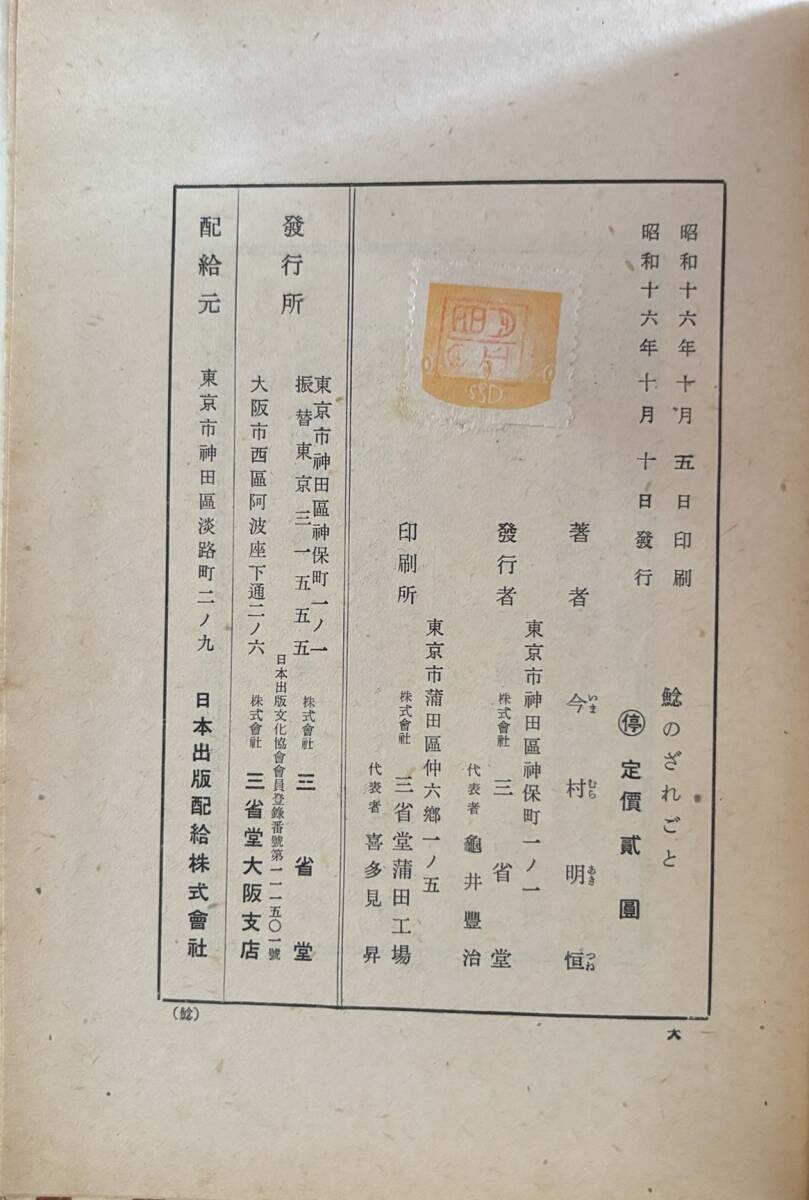 昭和十六年十月五日印刷
昭和十六年十月十日發行
鯰のざれごと
停 定價貳圓
著者 今村明恒
いま むら あき つね
東京市神田區神保町一ノ一
發行者 株式會社 三省堂
代表者 龜井豐治
東京市蒲田區仲六鄉一ノ五
印刷所 株式會社 三省堂蒲田工場
代表者 喜多見昇
SSD
發行所
東京市神田區神保町一ノ一
振替東京三一五五五
株式會社 三省堂
日本出版文化協會會員登錄番號第一一一五〇一號
大阪市西區阿波座下通二ノ六
株式會社 三省堂大阪支店
配給元 東京市神田區淡路町二ノ九 日本出版配給株式會社
(鯰)
大